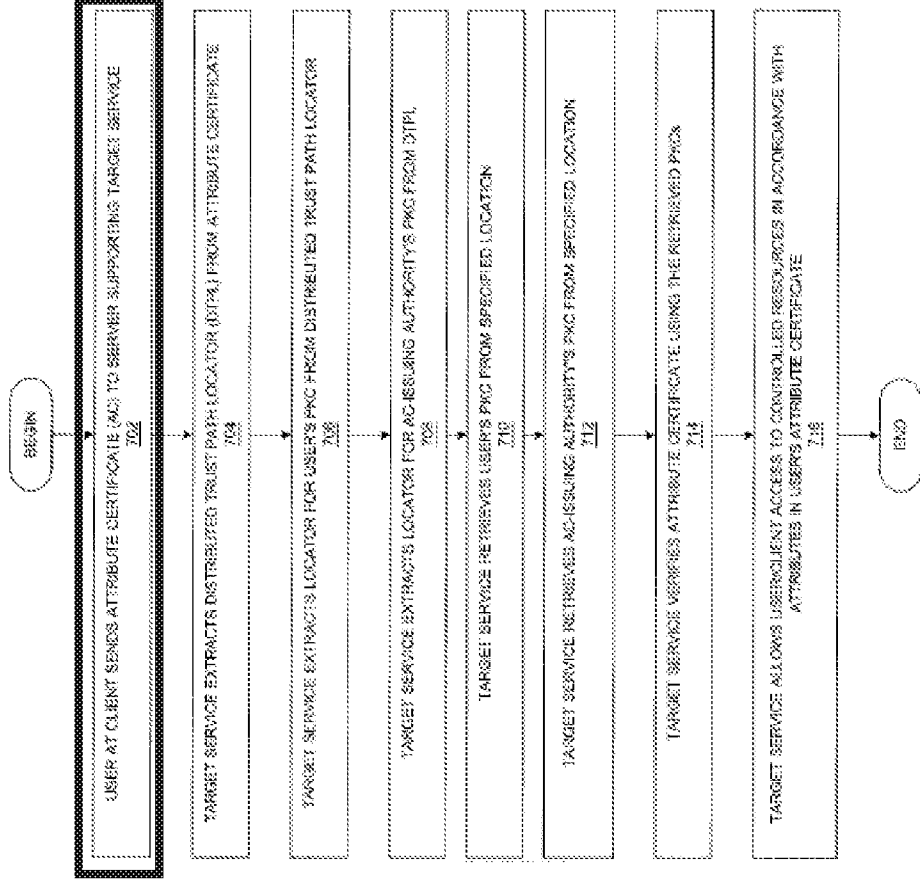 BEGIN
USER AT CLIENT SENDS ATTRIBUTE CERTIFICATE (AC) TO SERVER SUPPORTING TARGET SERVICE
702
TARGET SERVICE EXTRACTS DISTRIBUTED TRUST PATH LOCATOR (DTPL) FROM ATTRIBUTE CERTIFICATE
704
TARGET SERVICE EXTRACTS LOCATOR FOR USER'S PKC FROM DISTRIBUTED TRUST PATH LOCATOR
706
TARGET SERVICE EXTRACTS LOCATOR FOR AC-ISSUING AUTHORITY'S PKC FROM DTPL
708
TARGET SERVICE RETRIEVES USER'S PKC FROM SPECIFIED LOCATION
710
TARGET SERVICE RETRIEVES AC-ISSUING AUTHORITY'S PKC FROM SPECIFIED LOCATION
712
TARGET SERVICE VERIFIES ATTRIBUTE CERTIFICATE USING THE RETRIEVED PKCs
714
TARGET SERVICE ALLOWS USER/CLIENT ACCESS TO CONTROLLED RESOURCES IN ACCORDANCE WITH
ATTRIBUTES IN USER'S ATTRIBUTE CERTIFICATE
716
END